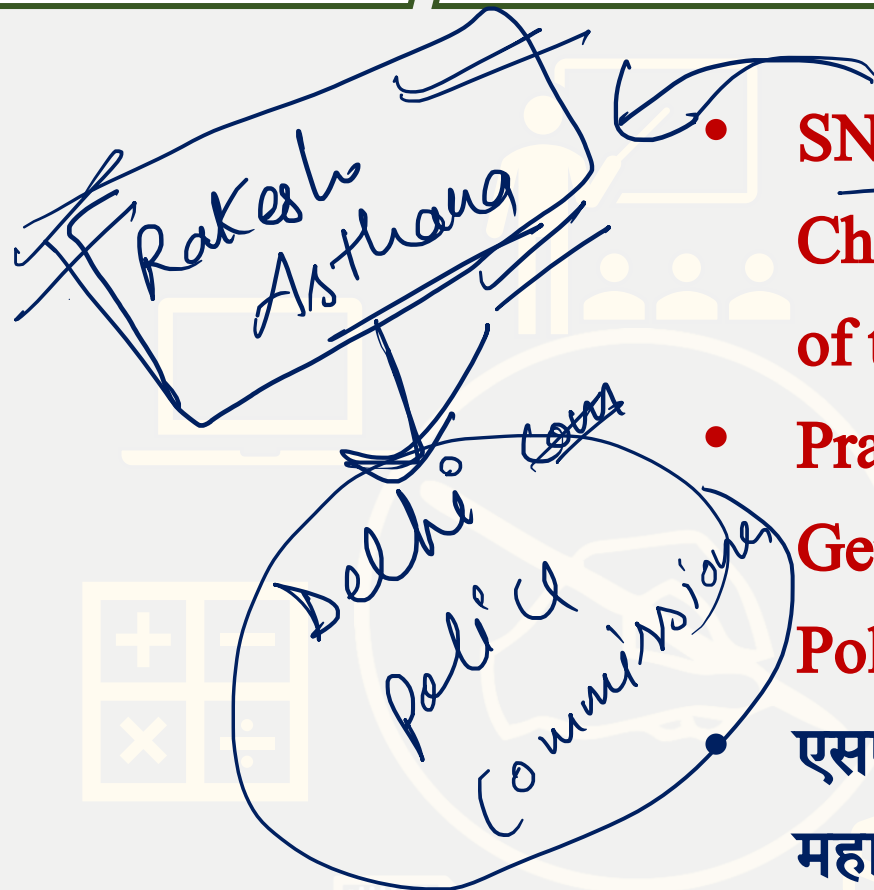 Rakesh
Asthana
Delhi
Police
Commissioner
• SN
Ch
of t
• Pra
Ge
Pol
• एस
महा